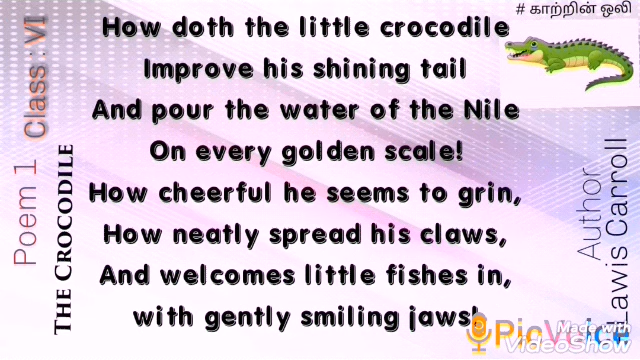 # காற்றின் ஒலி
How doth the little crocodile
Improve his shining tail
And pour the water of the Nile
On every golden scale!
How cheerful he seems to grin,
How neatly spread his claws,
And welcomes little fishes in,
with gently smiling jaws!
Poem 1 Class : VI
THE CROCODILE
Author
Lawis Carroll
PicVoice
Made with
VideoShow